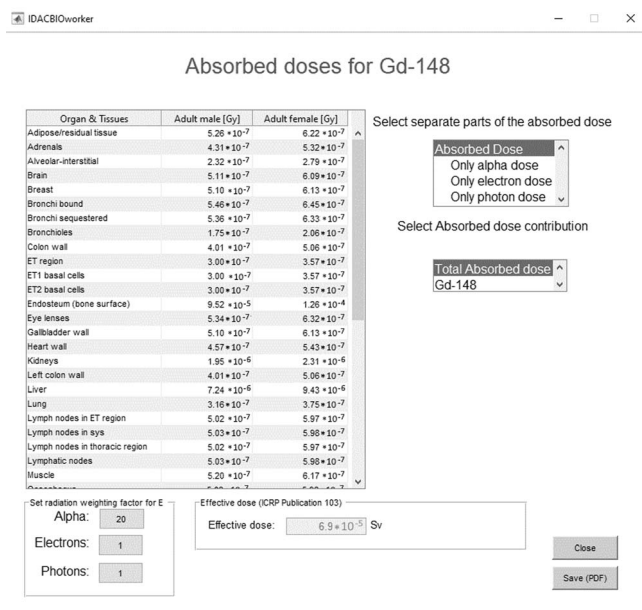 IDACBIOworker
Absorbed doses for Gd-148
Organ & Tissues Adult male [Gy] Adult female [Gy]
Adipose/residual tissue 5.26 *10-7 6.22 *10-7
Adrenals 4.31*10-7 5.32*10-7
Alveolar-interstitial 2.32 *10-7 2.79 *10-7
Brain 5.11*10-7 6.09*10-7
Breast 5.10 *10-7 6.13 *10-7
Bronchi bound 5.46*10-7 6.45*10-7
Bronchi sequestered 5.36 *10-7 6.33 *10-7
Bronchioles 1.75*10-7 2.06*10-7
Colon wall 4.01 *10-7 5.06 *10-7
ET region 3.00*10-7 3.57*10-7
ET1 basal cells 3.00 *10-7 3.57 *10-7
ET2 basal cells 3.00*10-7 3.57*10-7
Endosteum (bone surface) 9.52 *10-5 1.26 *10-4
Eye lenses 5.34*10-7 6.32*10-7
Gallbladder wall 5.10 *10-7 6.13 *10-7
Heart wall 4.57*10-7 5.43*10-7
Kidneys 1.95 *10-6 2.31 *10-6
Left colon wall 4.01*10-7 5.06*10-7
Liver 7.24 *10-6 9.43 *10-6
Lung 3.16*10-7 3.75*10-7
Lymph nodes in ET region 5.02 *10-7 5.97 *10-7
Lymph nodes in sys 5.03*10-7 5.98*10-7
Lymph nodes in thoracic region 5.02 *10-7 5.97 *10-7
Lymphatic nodes 5.03*10-7 5.98*10-7
Muscle 5.20 *10-7 6.17 *10-7
Select separate parts of the absorbed dose
Absorbed Dose
Only alpha dose
Only electron dose
Only photon dose
Select Absorbed dose contribution
Total Absorbed dose
Gd-148
Set radiation weighting factor for E
Alpha: 20
Electrons: 1
Photons: 1
Effective dose (ICRP Publication 103)
Effective dose: 6.9*10-5 Sv
Close
Save (PDF)